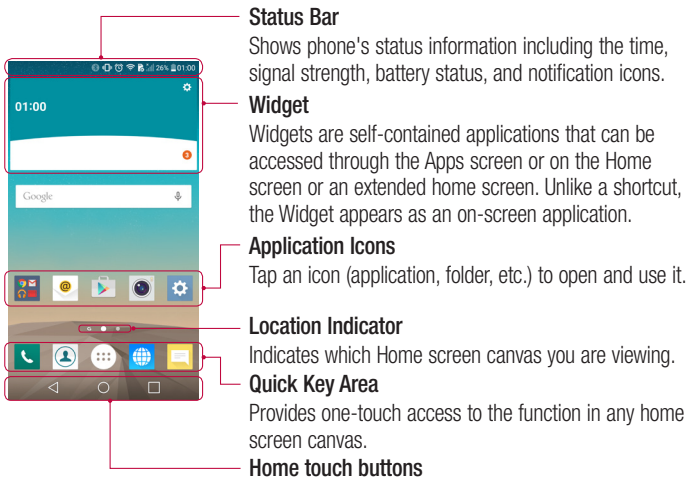 Status Bar
Shows phone's status information including the time,
signal strength, battery status, and notification icons.
26% 01:00
01:00
3
Widget
Widgets are self-contained applications that can be
accessed through the Apps screen or on the Home
screen or an extended home screen. Unlike a shortcut,
the Widget appears as an on-screen application.
Google
Application Icons
Tap an icon (application, folder, etc.) to open and use it.
@
Location Indicator
Indicates which Home screen canvas you are viewing.
Quick Key Area
Provides one-touch access to the function in any home
screen canvas.
Home touch buttons